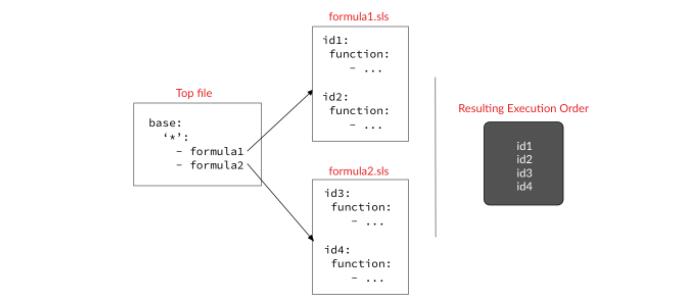 Top file
base:
‘*’:
- formula1
- formula2
formula1.sls
id1:
function:
- ...
id2:
function:
- ...
formula2.sls
id3:
function:
- ...
id4:
function:
- ...
Resulting Execution Order
id1
id2
id3
id4